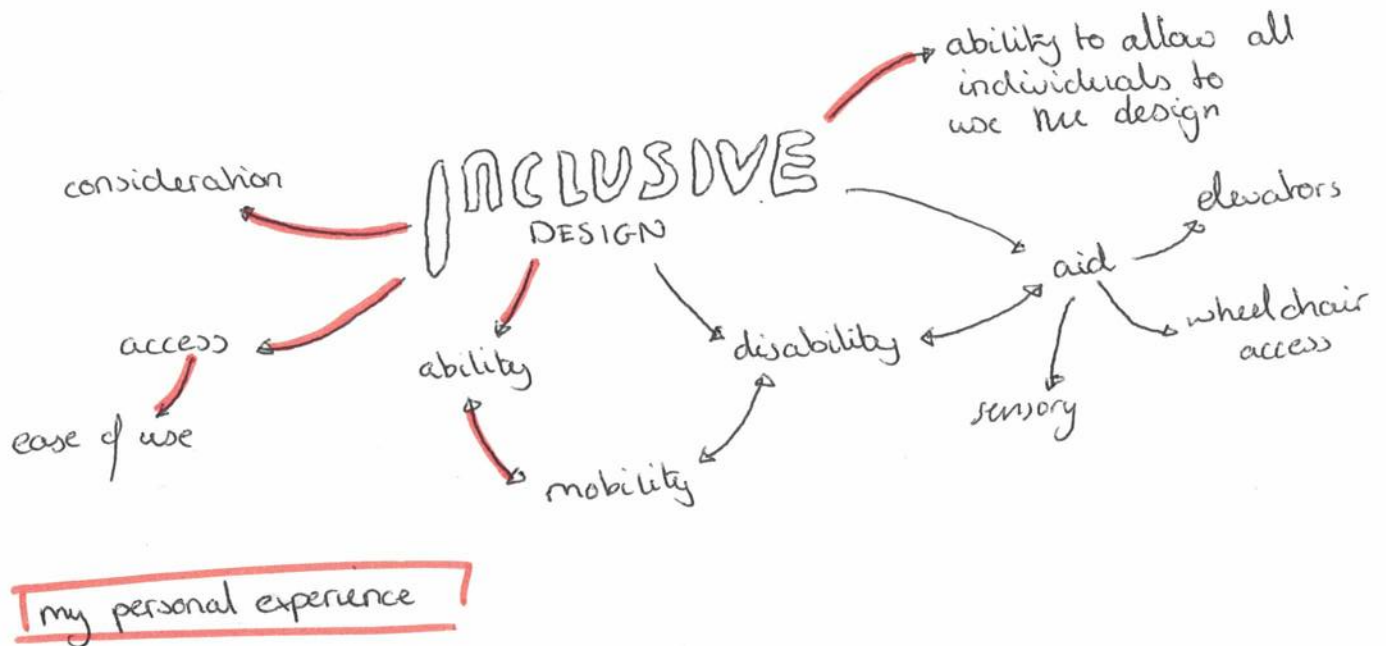 ability to allow all
individuals to
use the design
INCLUSIVE
DESIGN
consideration
elevators
aid
wheelchair
access
sensory
access
ease of use
ability
disability
mobility
my personal experience